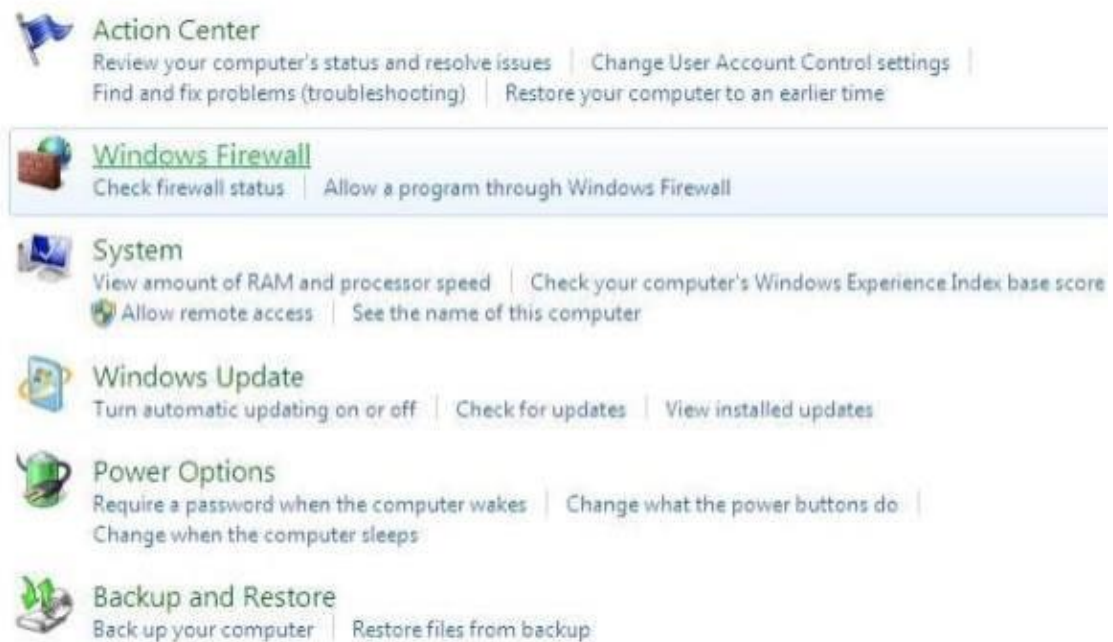 Action Center
Review your computer's status and resolve issues | Change User Account Control settings |
Find and fix problems (troubleshooting) | Restore your computer to an earlier time
Windows Firewall
Check firewall status | Allow a program through Windows Firewall
System
View amount of RAM and processor speed | Check your computer's Windows Experience Index base score
Allow remote access | See the name of this computer
Windows Update
Turn automatic updating on or off | Check for updates | View installed updates
Power Options
Require a password when the computer wakes | Change what the power buttons do |
Change when the computer sleeps
Backup and Restore
Back up your computer | Restore files from backup